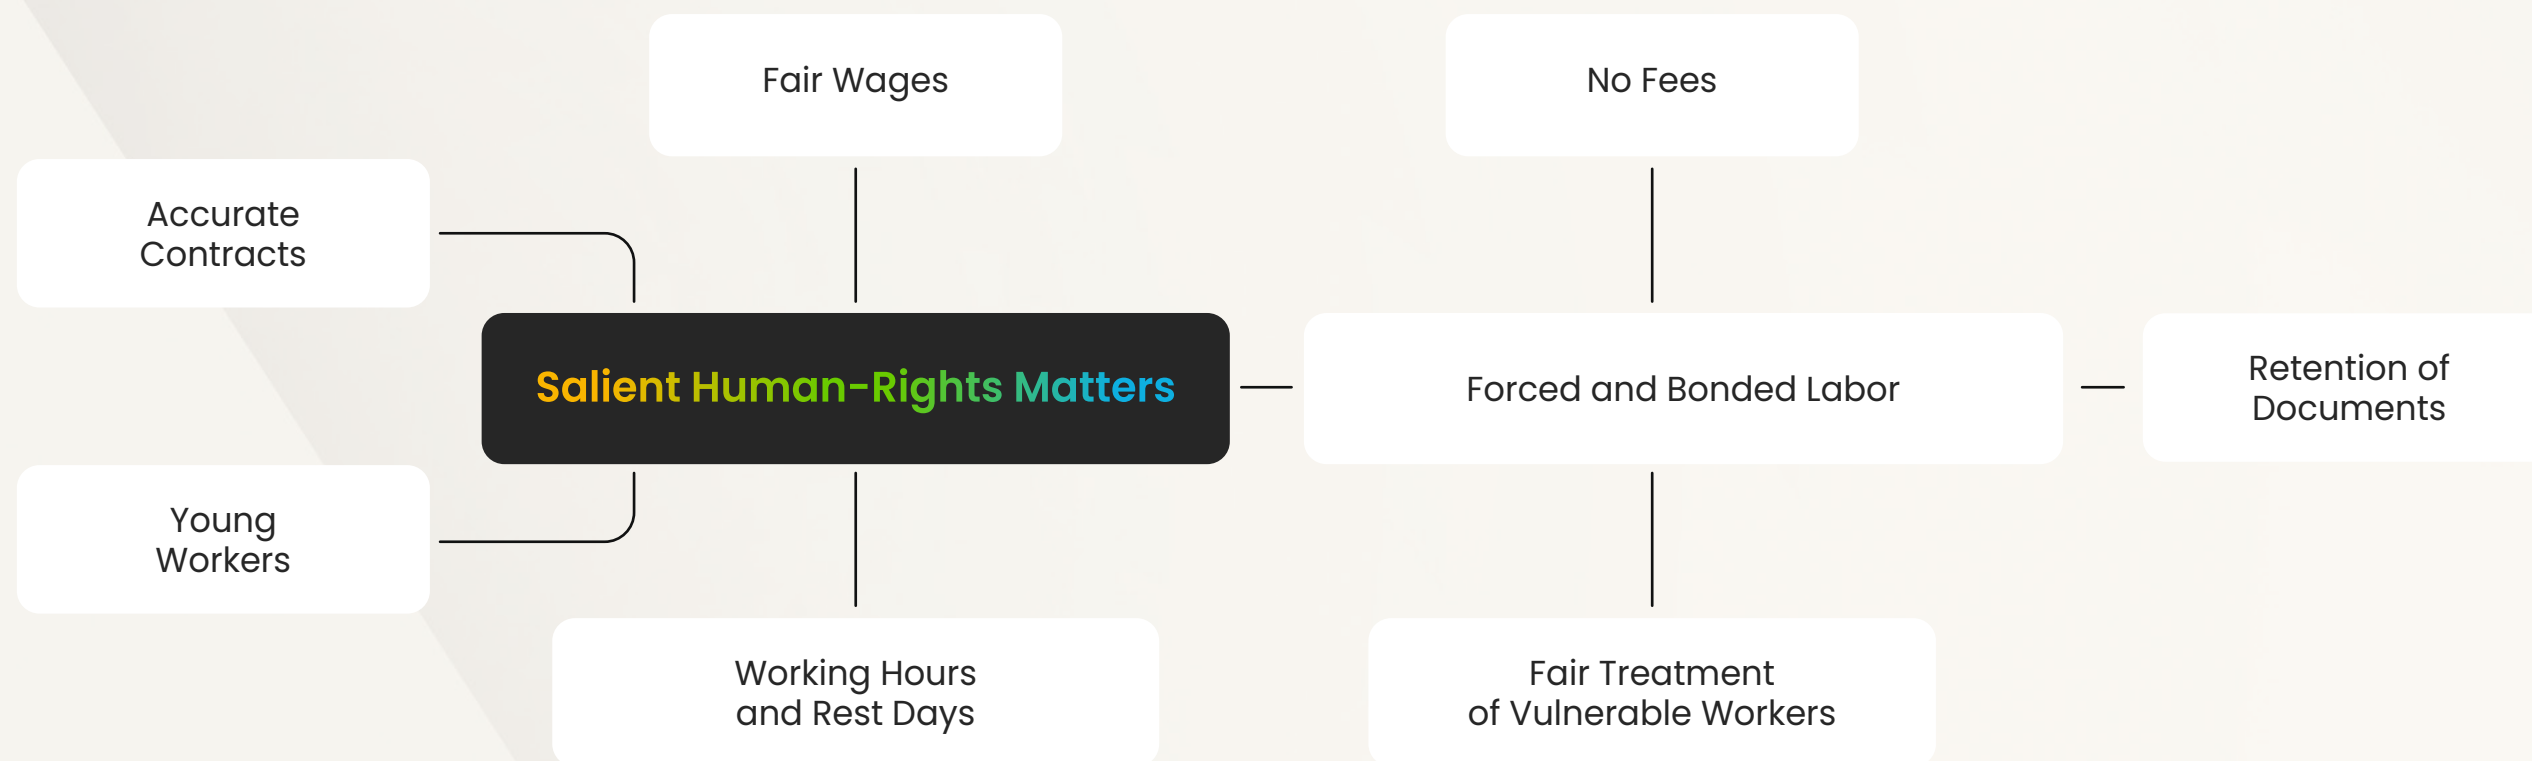 Fair Wages
No Fees
Accurate
Contracts
Salient Human-Rights Matters
Forced and Bonded Labor
Retention of
Documents
Young
Workers
Working Hours
and Rest Days
Fair Treatment
of Vulnerable Workers